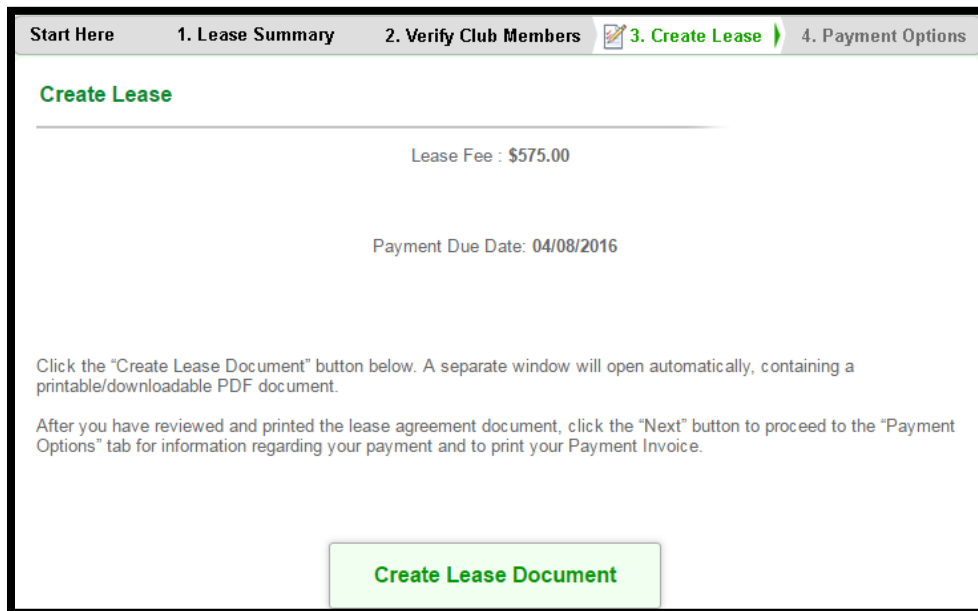 Start Here 1. Lease Summary 2. Verify Club Members 3. Create Lease 4. Payment Options
Create Lease
Lease Fee : $575.00
Payment Due Date: 04/08/2016
Click the “Create Lease Document” button below. A separate window will open automatically, containing a
printable/downloadable PDF document.
After you have reviewed and printed the lease agreement document, click the “Next” button to proceed to the “Payment
Options” tab for information regarding your payment and to print your Payment Invoice.
Create Lease Document